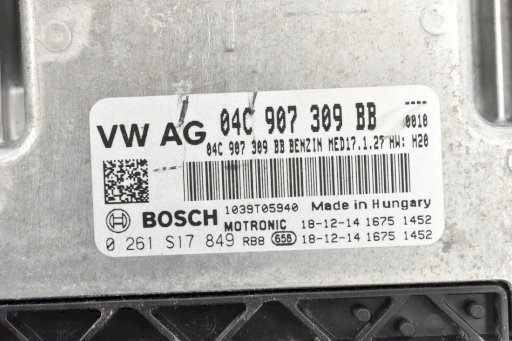 VW AG 04C 907 309 BB
---- 0010
04C 907 309 BB BENZIN MED17.1.27 HW: H20
1039T05940 Made in Hungary
BOSCH MOTRONIC 18-12-14 1675 1452
0 261 S17 849 RB8 658 18-12-14 1675 1452